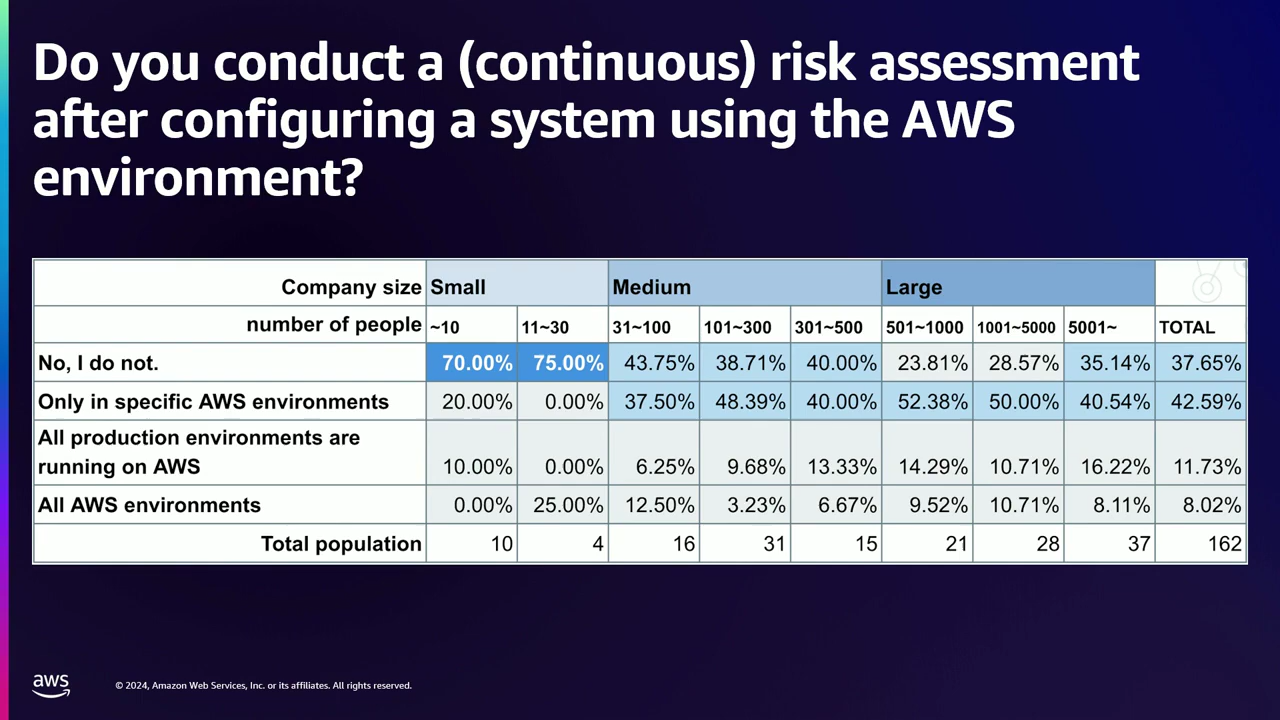 Do you conduct a (continuous) risk assessment
after configuring a system using the AWS
environment?
Company size Small Medium Large
number of people ~10 11~30 31~100 101~300 301~500 501~1000 1001~5000 5001~ TOTAL
No, I do not. 70.00% 75.00% 43.75% 38.71% 40.00% 23.81% 28.57% 35.14% 37.65%
Only in specific AWS environments 20.00% 0.00% 37.50% 48.39% 40.00% 52.38% 50.00% 40.54% 42.59%
All production environments are
running on AWS 10.00% 0.00% 6.25% 9.68% 13.33% 14.29% 10.71% 16.22% 11.73%
All AWS environments 0.00% 25.00% 12.50% 3.23% 6.67% 9.52% 10.71% 8.11% 8.02%
Total population 10 4 16 31 15 21 28 37 162
aws © 2024, Amazon Web Services, Inc. or its affiliates. All rights reserved.